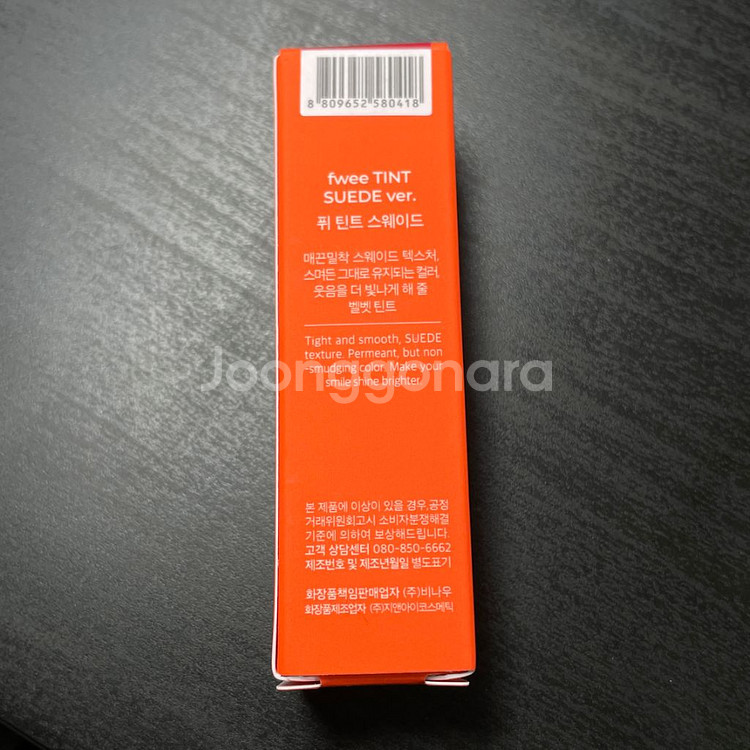 8 809652 580418
fwee TINT
SUEDE ver.
퓌 틴트 스웨이드
매끈밀착 스웨이드 텍스처,
스며든 그대로 유지되는 컬러,
웃음을 더 빛나게 해 줄
벨벳 틴트
Tight and smooth, SUEDE
texture. Permeant, but non
smudging color. Make your
smile shine brighter.
Joonggonara
본 제품에 이상이 있을 경우,공정
거래위원회고시 소비자분쟁해결
기준에 의하여 보상해드립니다.
고객 상담센터 080-850-6662
제조번호 및 제조년월일 별도표기
화장품책임판매업자 (주)비나우
화장품제조업자 (주)지앤아이코스메틱